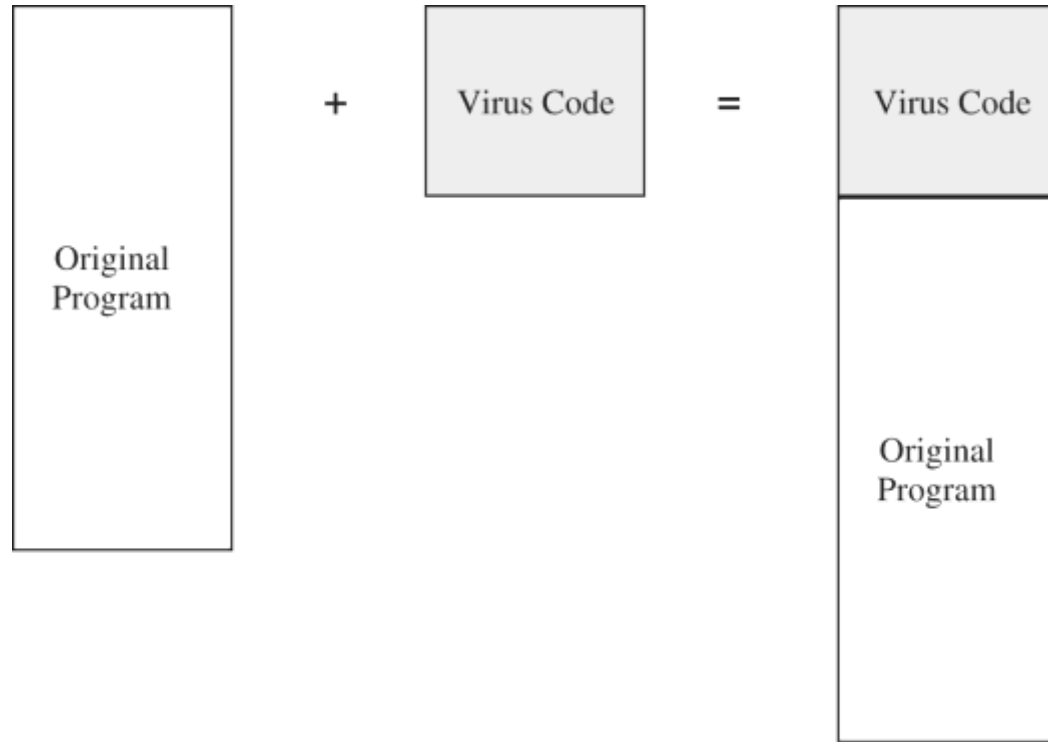 Original
Program
+
Virus Code
=
Virus Code
Original
Program